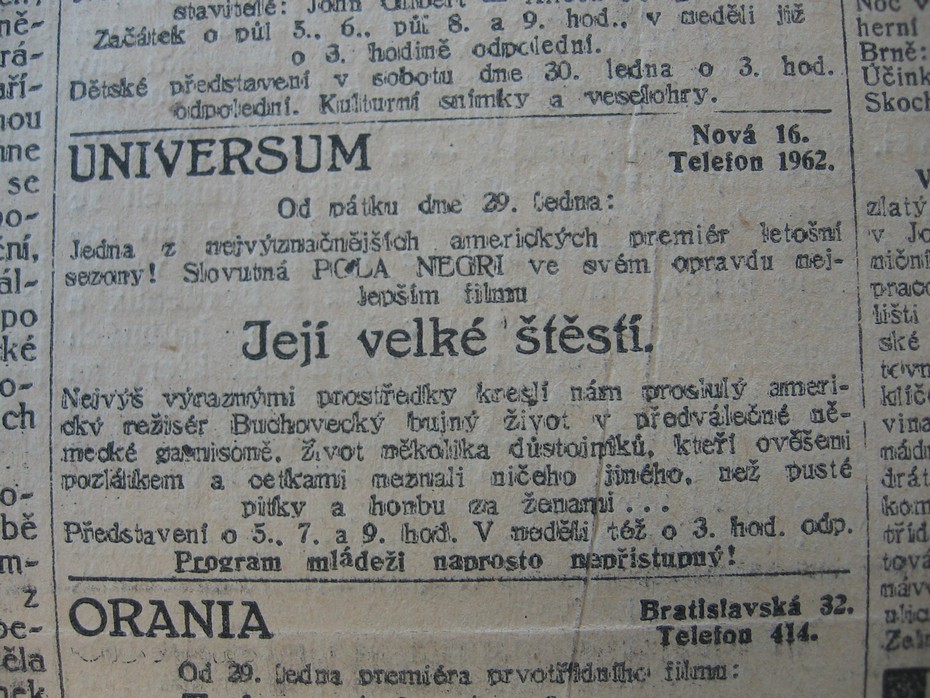 stavitelé: John Gilbert
Začátek o půl 5., 6., půl 8. a 9. hod., v neděli již
o 3. hodině odpolední.
Dětské představení v sobotu dne 30. ledna o 3. hod.
odpolední. Kulturní snímky a veselohry.
UNIVERSUM
Nová 16.
Telefon 1962.
Od pátku dne 29. ledna:
Jedna z nejvýznačnějších amerických premiér letošní
sezony! Slovutná POLA NEGRI ve svém opravdu nej-
lepším filmu
Její velké štěstí.
Nejvýš výraznými prostředky kreslí nám proslulý ameri-
cký režisér Buchovecký bujný život v předválečné ně-
mecké garnisoně. Život několika důstojníků, kteří ověšeni
pozlátkem a cetkami neznali ničeho jiného, než pusté
pitky a honbu za ženami...
Představení o 5., 7. a 9. hod. V neděli též o 3. hod. odp.
Program mládeži naprosto nepřístupný!
ORANIA
Bratislavská 32.
Telefon 414.
Od 29. ledna premiéra prvotřídního filmu:
herní
Brně:
Účink
Skoch
zlatý
v Jo
niční
praco
lišti
ské
klíče
vina
drát
kom
tříd
tová